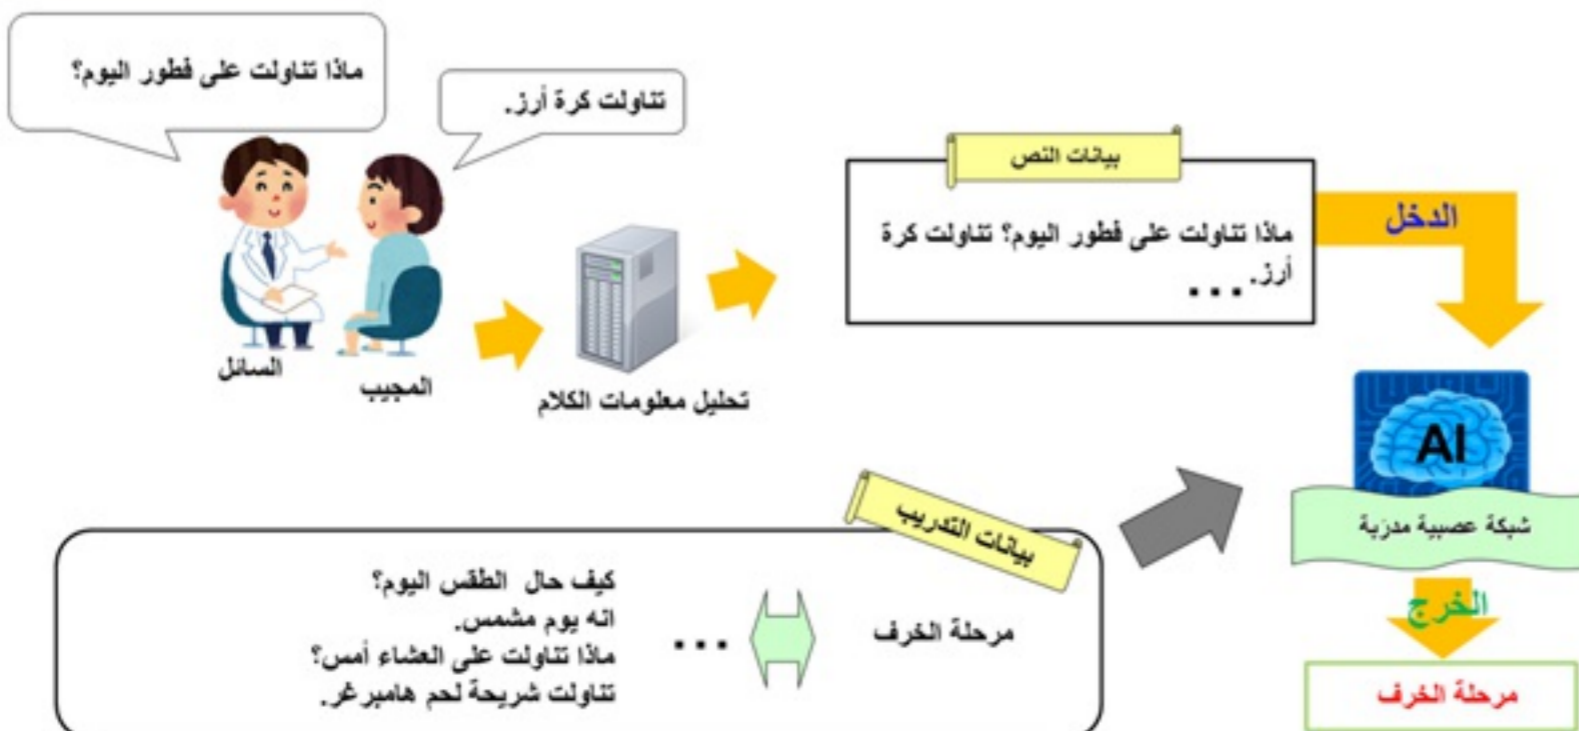 ماذا تناولت على فطور اليوم؟
تناولت كرة أرز.
السائل
المجيب
تحليل معلومات الكلام
بيانات النص
ماذا تناولت على فطور اليوم؟ تناولت كرة
أرز. ...
الدخل
AI
شبكة عصبية مدربة
الخرج
مرحلة الخرف
بيانات التدريب
كيف حال الطقس اليوم؟
انه يوم مشمس.
ماذا تناولت على العشاء أمس؟
تناولت شريحة لحم هامبرغر.
...
مرحلة الخرف